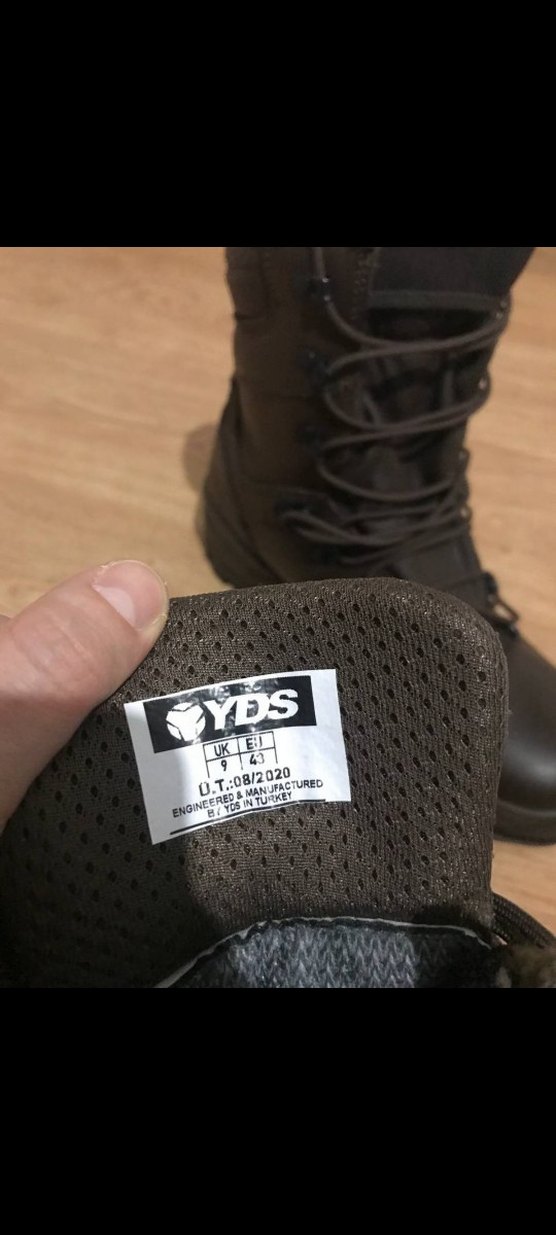 YDS
UK EU
9 43
Ü.T.:08/2020
ENGINEERED & MANUFACTURED
BY YDS IN TURKEY